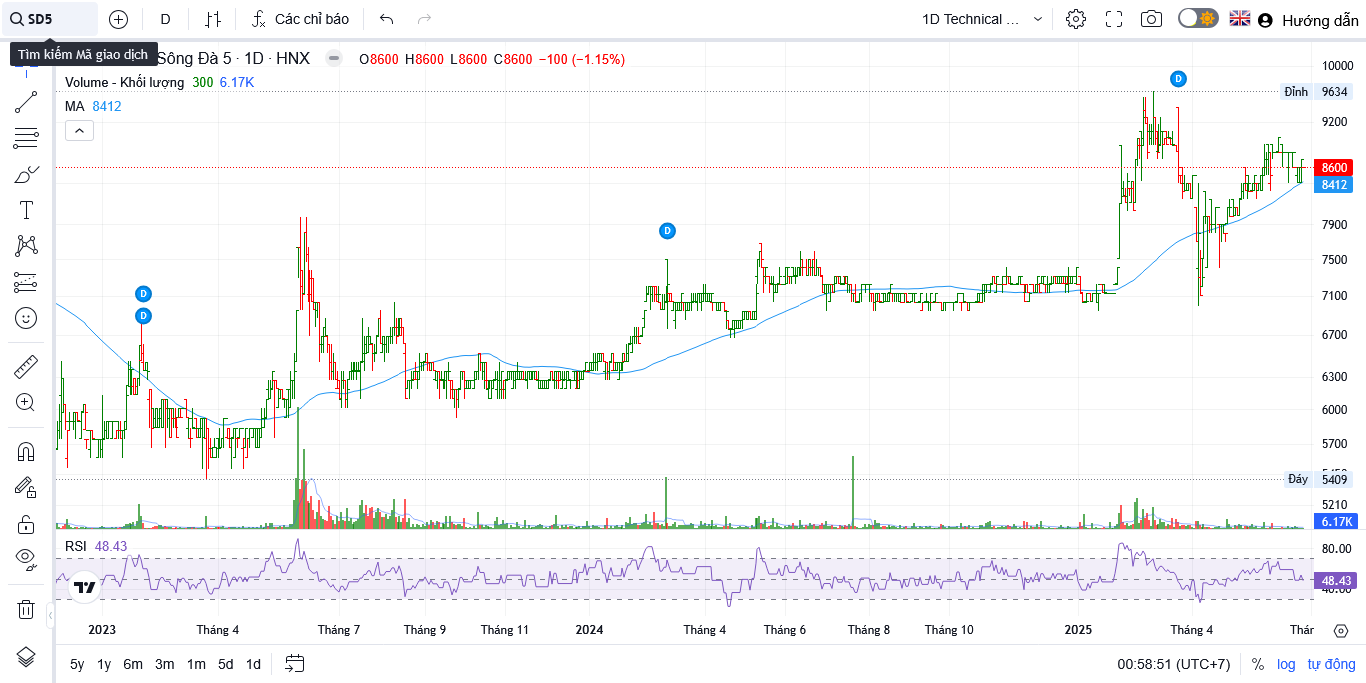 SD5 D Các chỉ báo 1D Technical ... Hướng dẫn
Tìm kiếm Mã giao dịch
Sông Đà 5 · 1D · HNX O8600 H8600 L8600 C8600 −100 (−1.15%)
Volume - Khối lượng 300 6.17K
MA 8412
10000
D
Đỉnh 9634
9200
8600
8412
D
7900
7500
D
7100
D
6700
6300
6000
5700
Đáy 5409
5210
6.17K
RSI 48.43
80.00
48.43
40.00
2023 Tháng 4 Tháng 7 Tháng 9 Tháng 11 2024 Tháng 4 Tháng 6 Tháng 8 Tháng 10 2025 Tháng 4 Thár
5y 1y 6m 3m 1m 5d 1d 00:58:51 (UTC+7) % log tự động